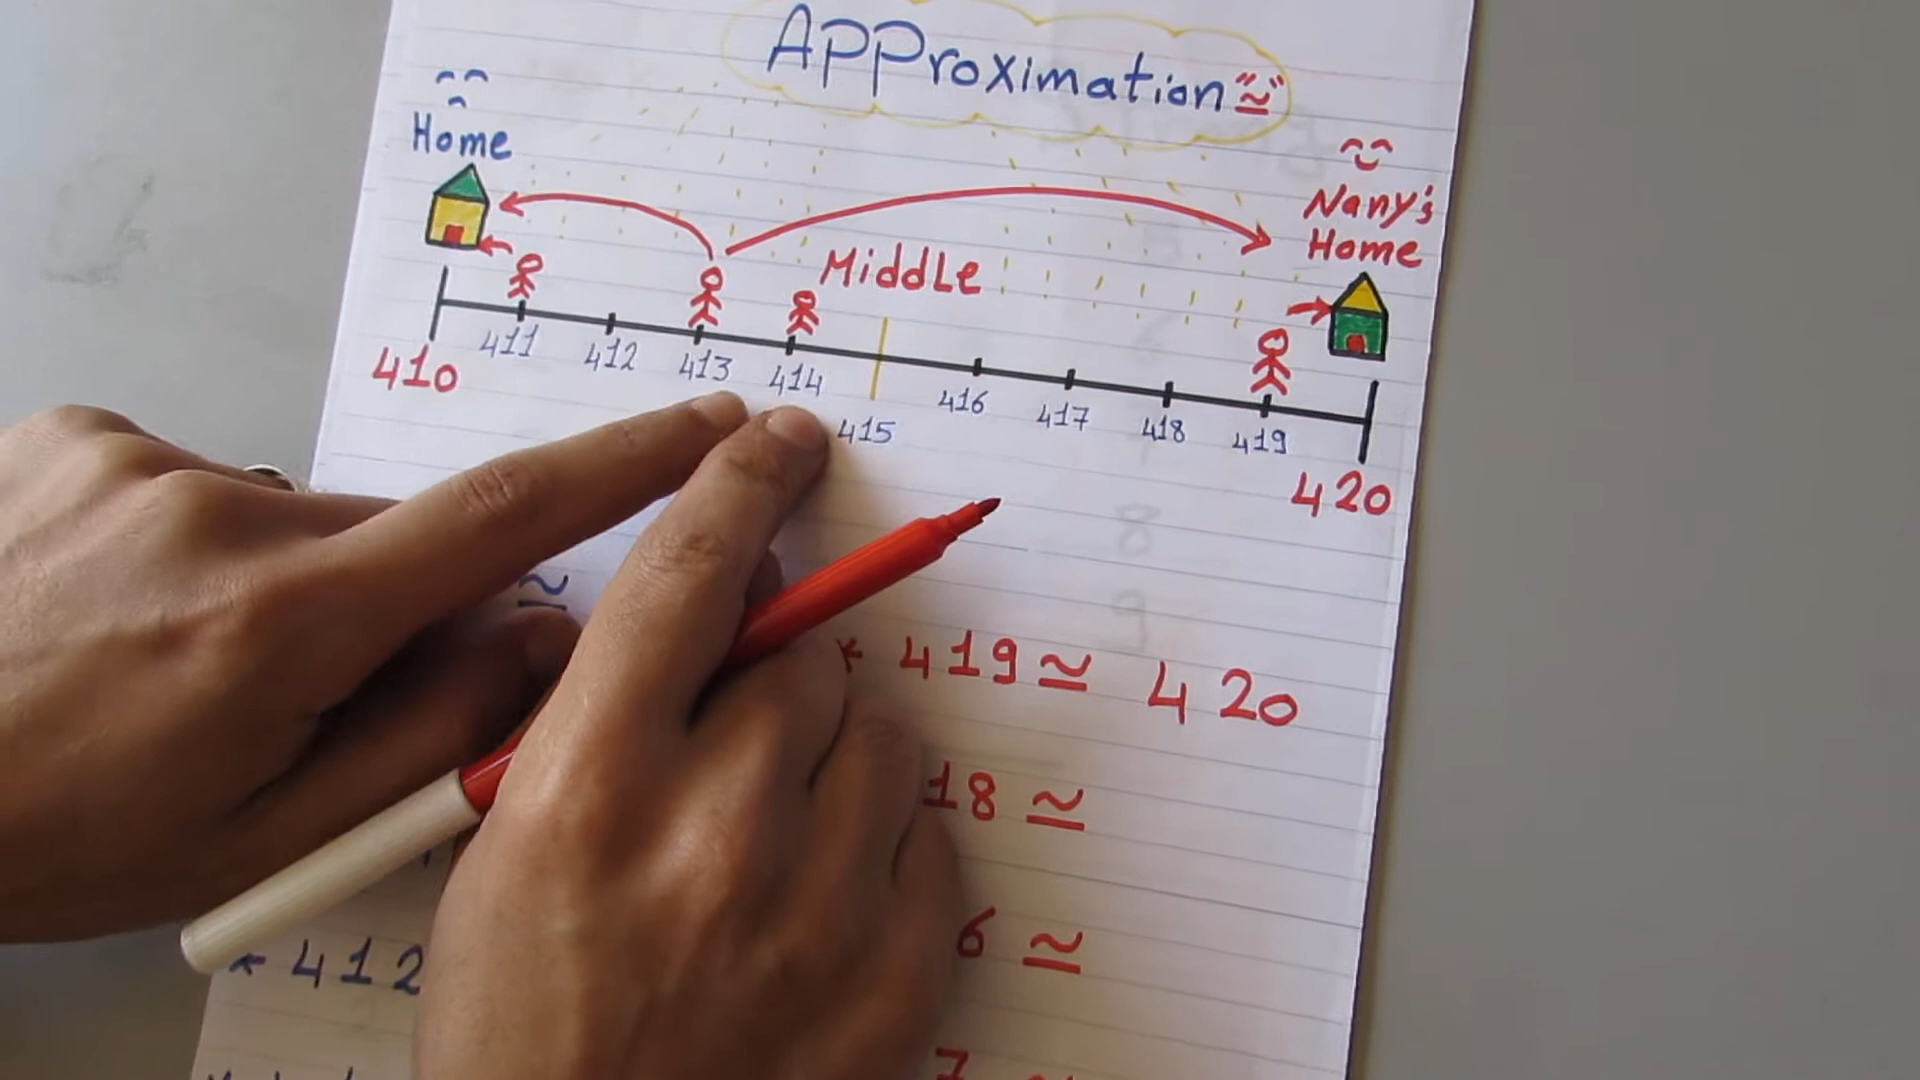 APProximation "≃"
Home
Nany's
Home
Middle
410 411 412 413 414 415 416 417 418 419 420
≃
* 419 ≃ 420
18 ≃
6 ≃
* 412
7